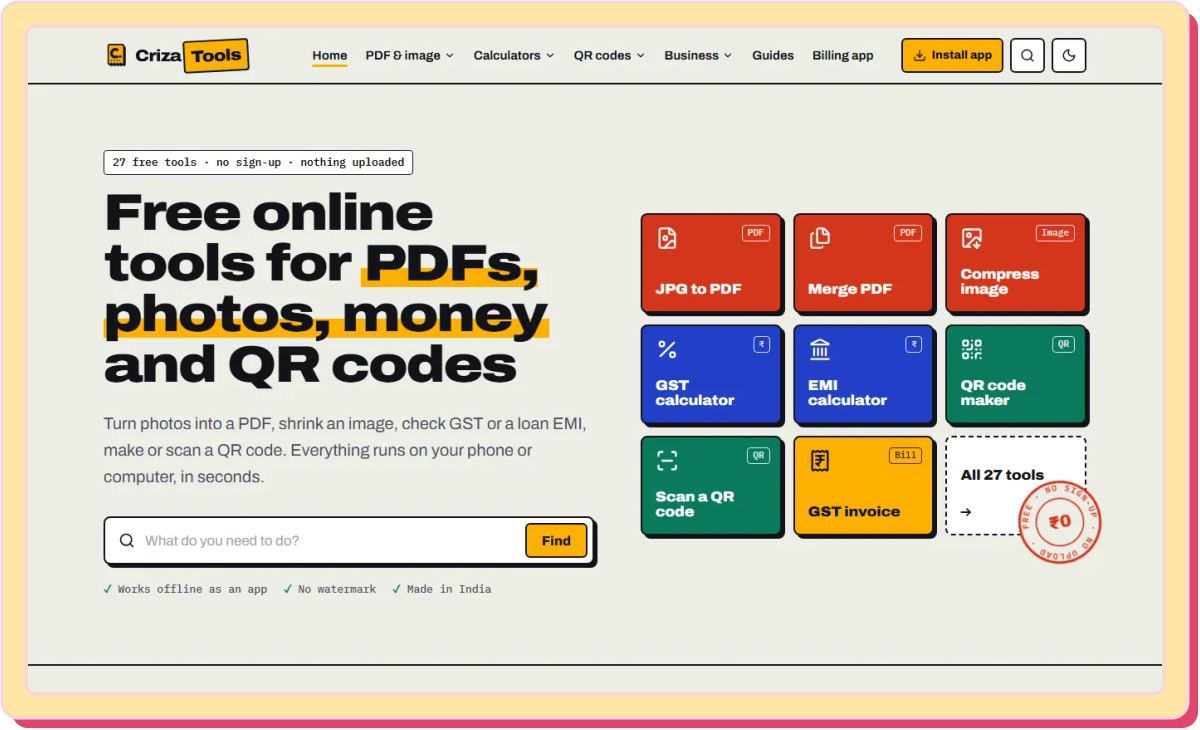 C.
Criza Tools
Home
PDF & image
Calculators
QR codes
Business
Guides
Billing app
Install app
27 free tools · no sign-up · nothing uploaded
Free online
tools for PDFs,
photos, money
and QR codes
Turn photos into a PDF, shrink an image, check GST or a loan EMI,
make or scan a QR code. Everything runs on your phone or
computer, in seconds.
What do you need to do?
Find
✓ Works offline as an app
✓ No watermark
✓ Made in India
PDF
JPG to PDF
PDF
Merge PDF
Image
Compress
image
₹
GST
calculator
₹
EMI
calculator
QR
QR code
maker
QR
Scan a QR
code
Bill
GST invoice
All 27 tools
→
FREE · NO SIGN-UP · NO UPLOAD ·
₹0